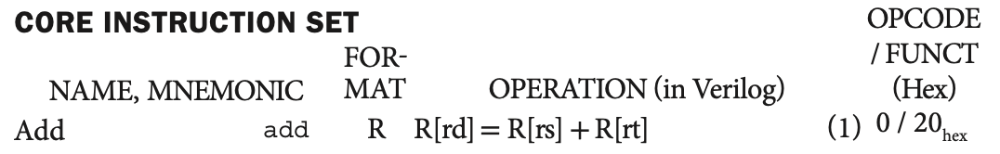 CORE INSTRUCTION SET
OPCODE
FOR-
/ FUNCT
NAME, MNEMONIC MAT OPERATION (in Verilog) (Hex)
Add add R R[rd] = R[rs] + R[rt] (1) 0 / 20hex